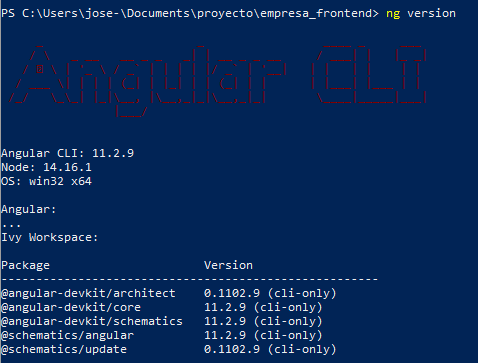 PS C:\Users\jose-\Documents\proyecto\empresa_frontend> ng version
Angular CLI
Angular CLI: 11.2.9
Node: 14.16.1
OS: win32 x64
Angular:
...
Ivy Workspace:
Package Version
------------------------------------------------------
@angular-devkit/architect 0.1102.9 (cli-only)
@angular-devkit/core 11.2.9 (cli-only)
@angular-devkit/schematics 11.2.9 (cli-only)
@schematics/angular 11.2.9 (cli-only)
@schematics/update 0.1102.9 (cli-only)